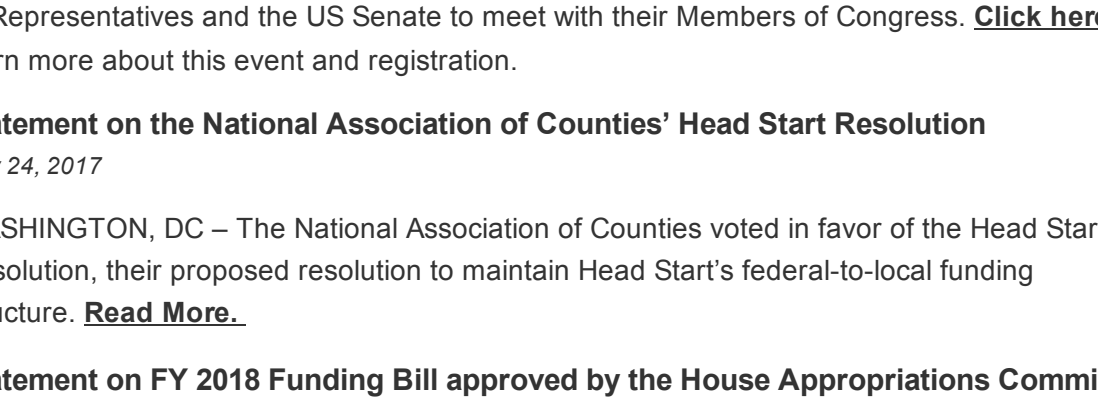 Representatives and the US Senate to meet with their Members of Congress. Click here
rn more about this event and registration.
atement on the National Association of Counties’ Head Start Resolution
24, 2017
SHINGTON, DC – The National Association of Counties voted in favor of the Head Star
solution, their proposed resolution to maintain Head Start’s federal-to-local funding
ucture. Read More.
atement on FY 2018 Funding Bill approved by the House Appropriations Commi